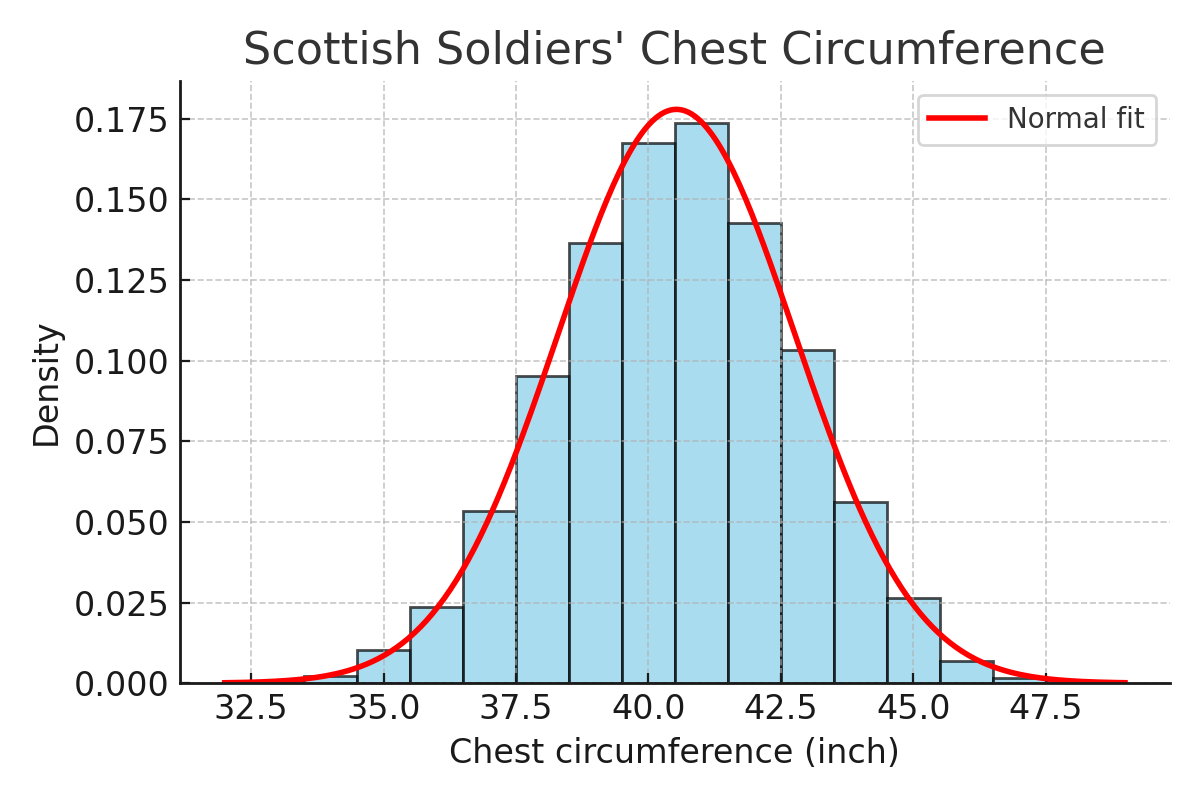 Scottish Soldiers' Chest Circumference
Normal fit
0.175
0.150
0.125
0.100
0.075
0.050
0.025
0.000
Density
32.5 35.0 37.5 40.0 42.5 45.0 47.5
Chest circumference (inch)